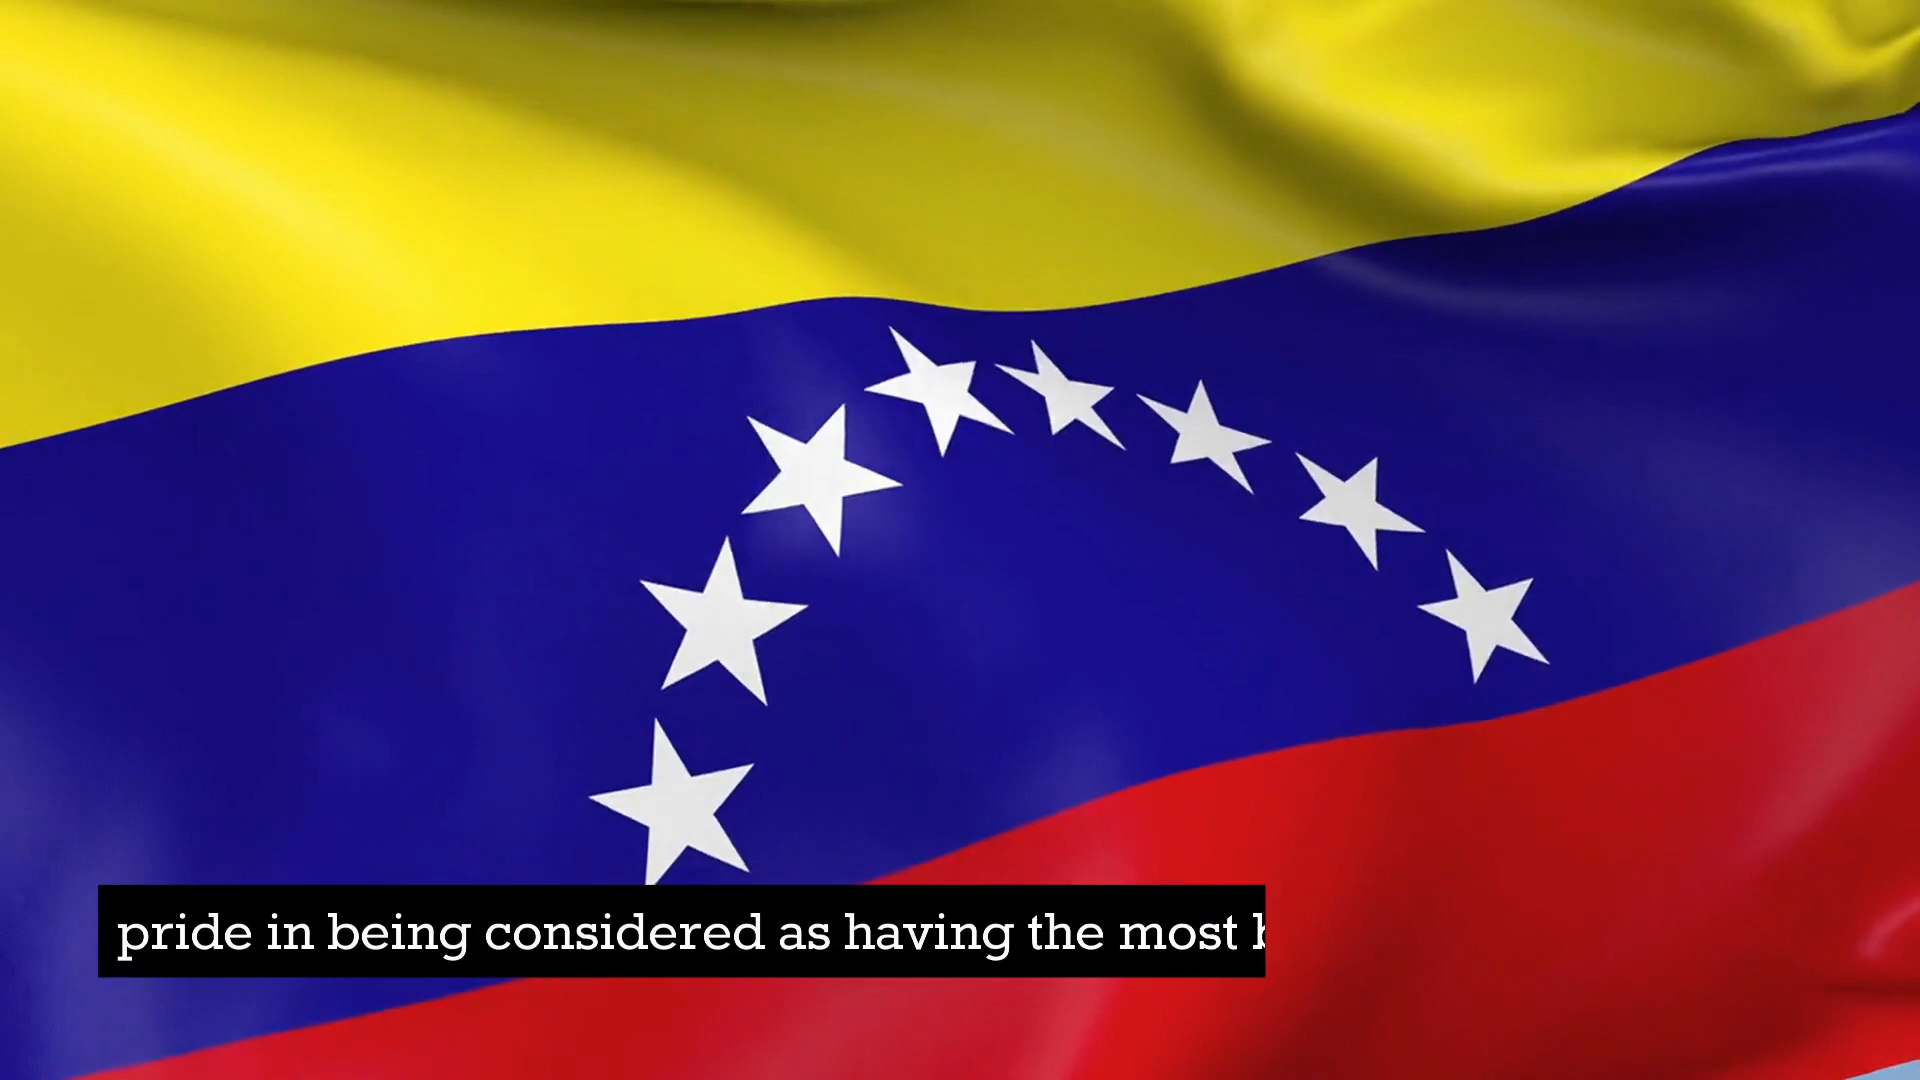 pride in being considered as having the most